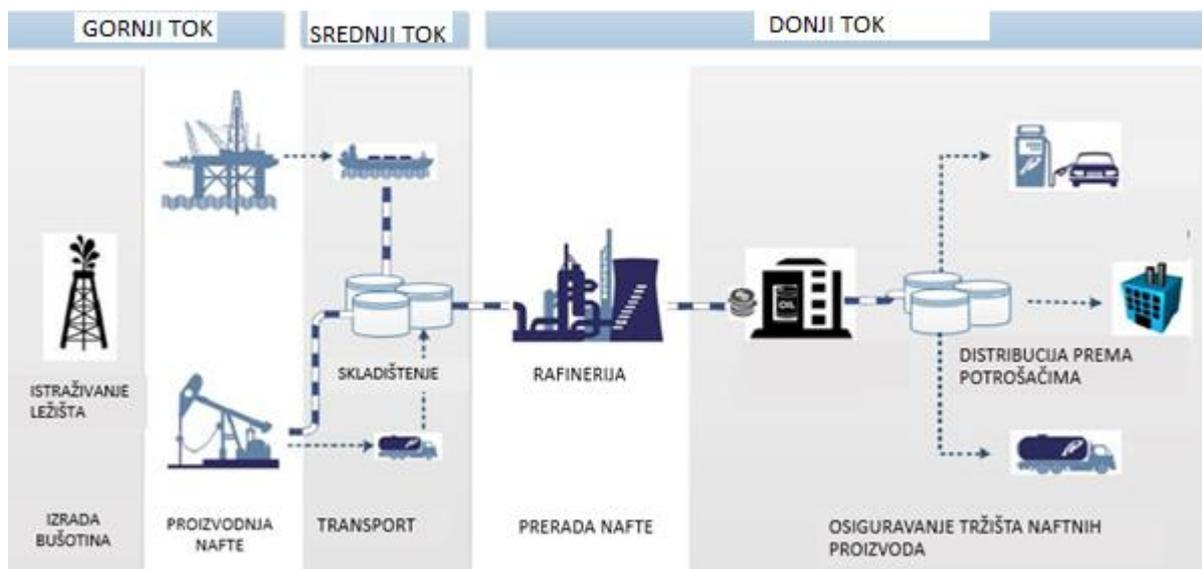 GORNJI TOK
SREDNJI TOK
DONJI TOK
ISTRAŽIVANJE
LEŽIŠTA
SKLADIŠTENJE
RAFINERIJA
OIL
DISTRIBUCIJA PREMA
POTROŠAČIMA
IZRADA
BUŠOTINA
PROIZVODNJA
NAFTE
TRANSPORT
PRERADA NAFTE
OSIGURAVANJE TRŽIŠTA NAFTNIH
PROIZVODA